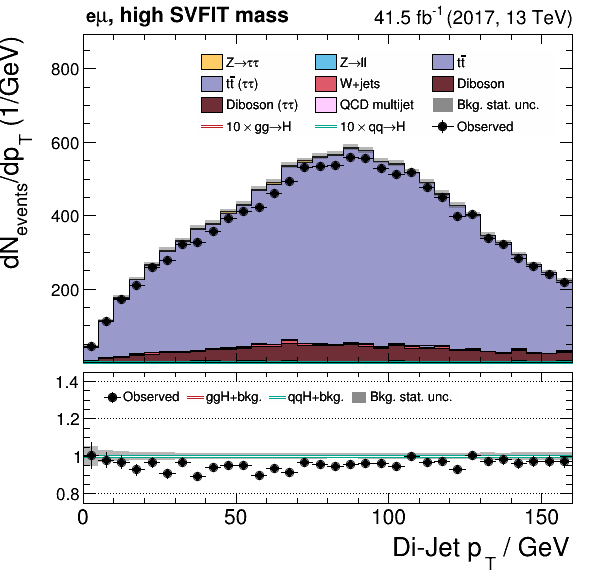 eμ, high SVFIT mass 41.5 fb⁻¹ (2017, 13 TeV)
dN_events/dp_T (1/GeV)
800
600
400
200
Z→ττ Z→ll tt̄
tt̄ (ττ) W+jets Diboson
Diboson (ττ) QCD multijet Bkg. stat. unc.
10 × gg→H 10 × qq→H Observed
1.4
1.2
1
0.8
Observed ggH+bkg. qqH+bkg. Bkg. stat. unc.
0 50 100 150
Di-Jet p_T / GeV